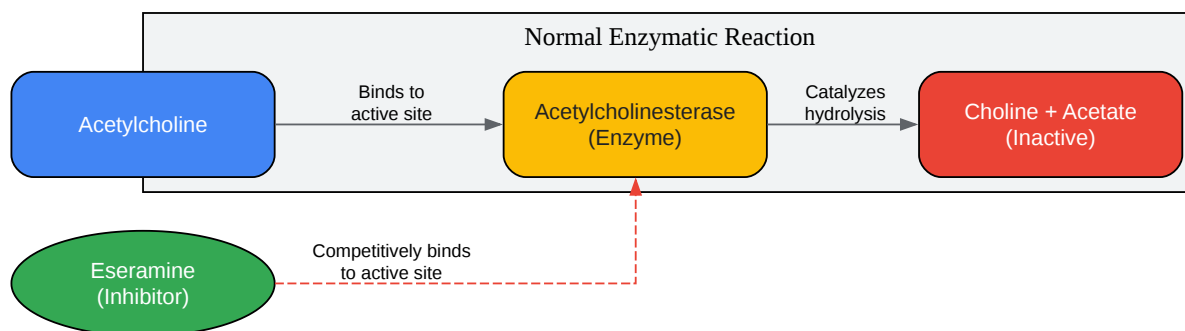 Normal Enzymatic Reaction
Acetylcholine
Binds to
active site
Acetylcholinesterase
(Enzyme)
Catalyzes
hydrolysis
Choline + Acetate
(Inactive)
Eseramine
(Inhibitor)
Competitively binds
to active site